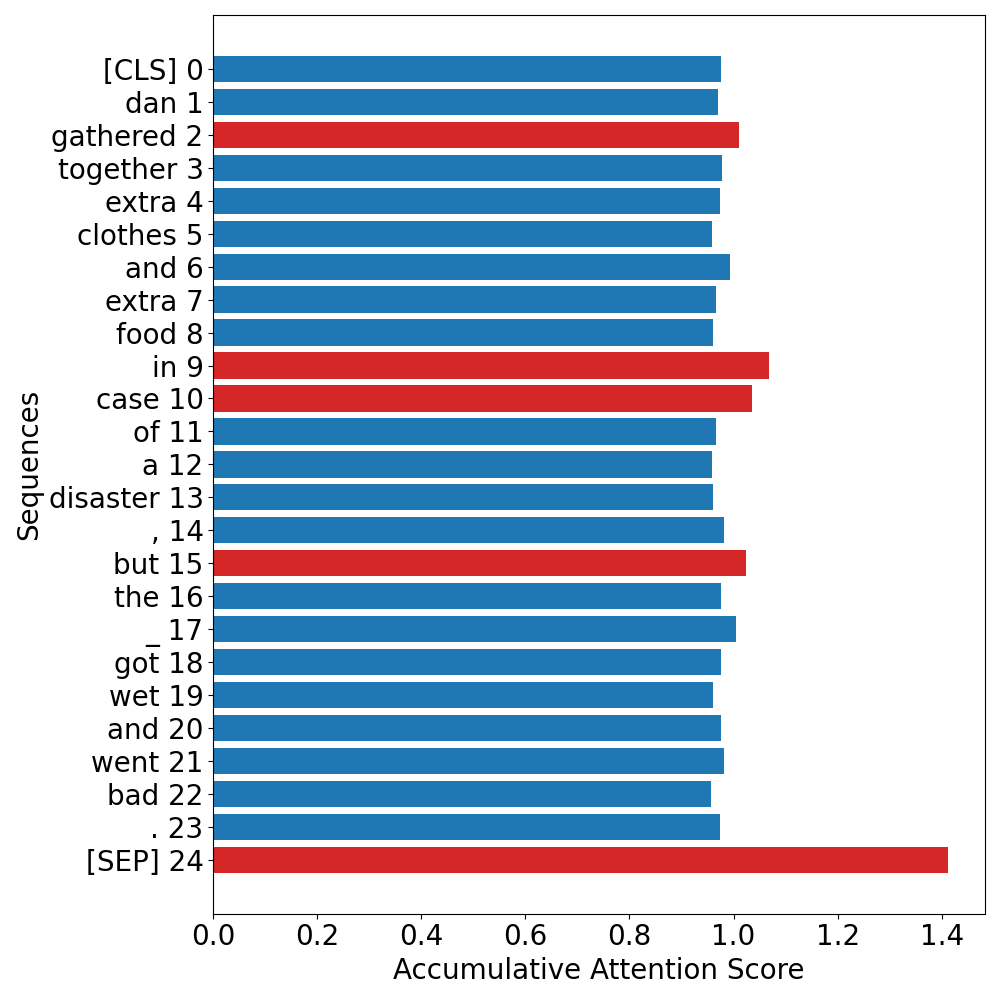 [CLS] 0
dan 1
gathered 2
together 3
extra 4
clothes 5
and 6
extra 7
food 8
in 9
case 10
of 11
a 12
disaster 13
, 14
but 15
the 16
_ 17
got 18
wet 19
and 20
went 21
bad 22
. 23
[SEP] 24
Sequences
0.0 0.2 0.4 0.6 0.8 1.0 1.2 1.4
Accumulative Attention Score